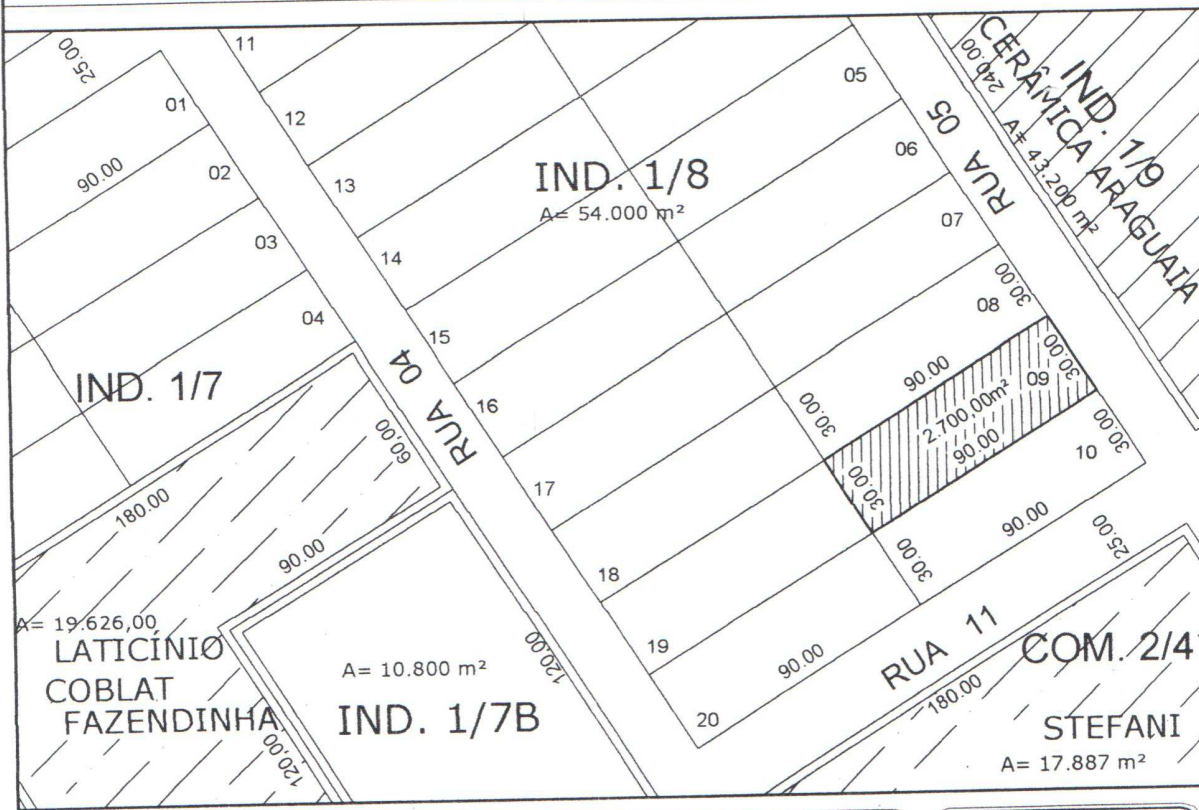 25.00
01
90.00
02
03
04
IND. 1/7
11
12
13
14
15
16
17
18
19
20
RUA 04
IND. 1/8
A= 54.000 m²
05
06
07
08
30.00
RUA 05
IND. 1/9
CERÂMICA ARAGUAIA
240.00
A= 43.200 m²
90.00
30.00
09
30.00
2.700,00m²
90.00
30.00
30.00
10
30.00
90.00
25.00
90.00
RUA 11
180.00
60,00
90.00
A= 19.626,00
LATICÍNIO
COBLAT
FAZENDINHA
120,00
A= 10.800 m²
IND. 1/7B
120,00
180.00
COM. 2/4
STEFANI
A= 17.887 m²